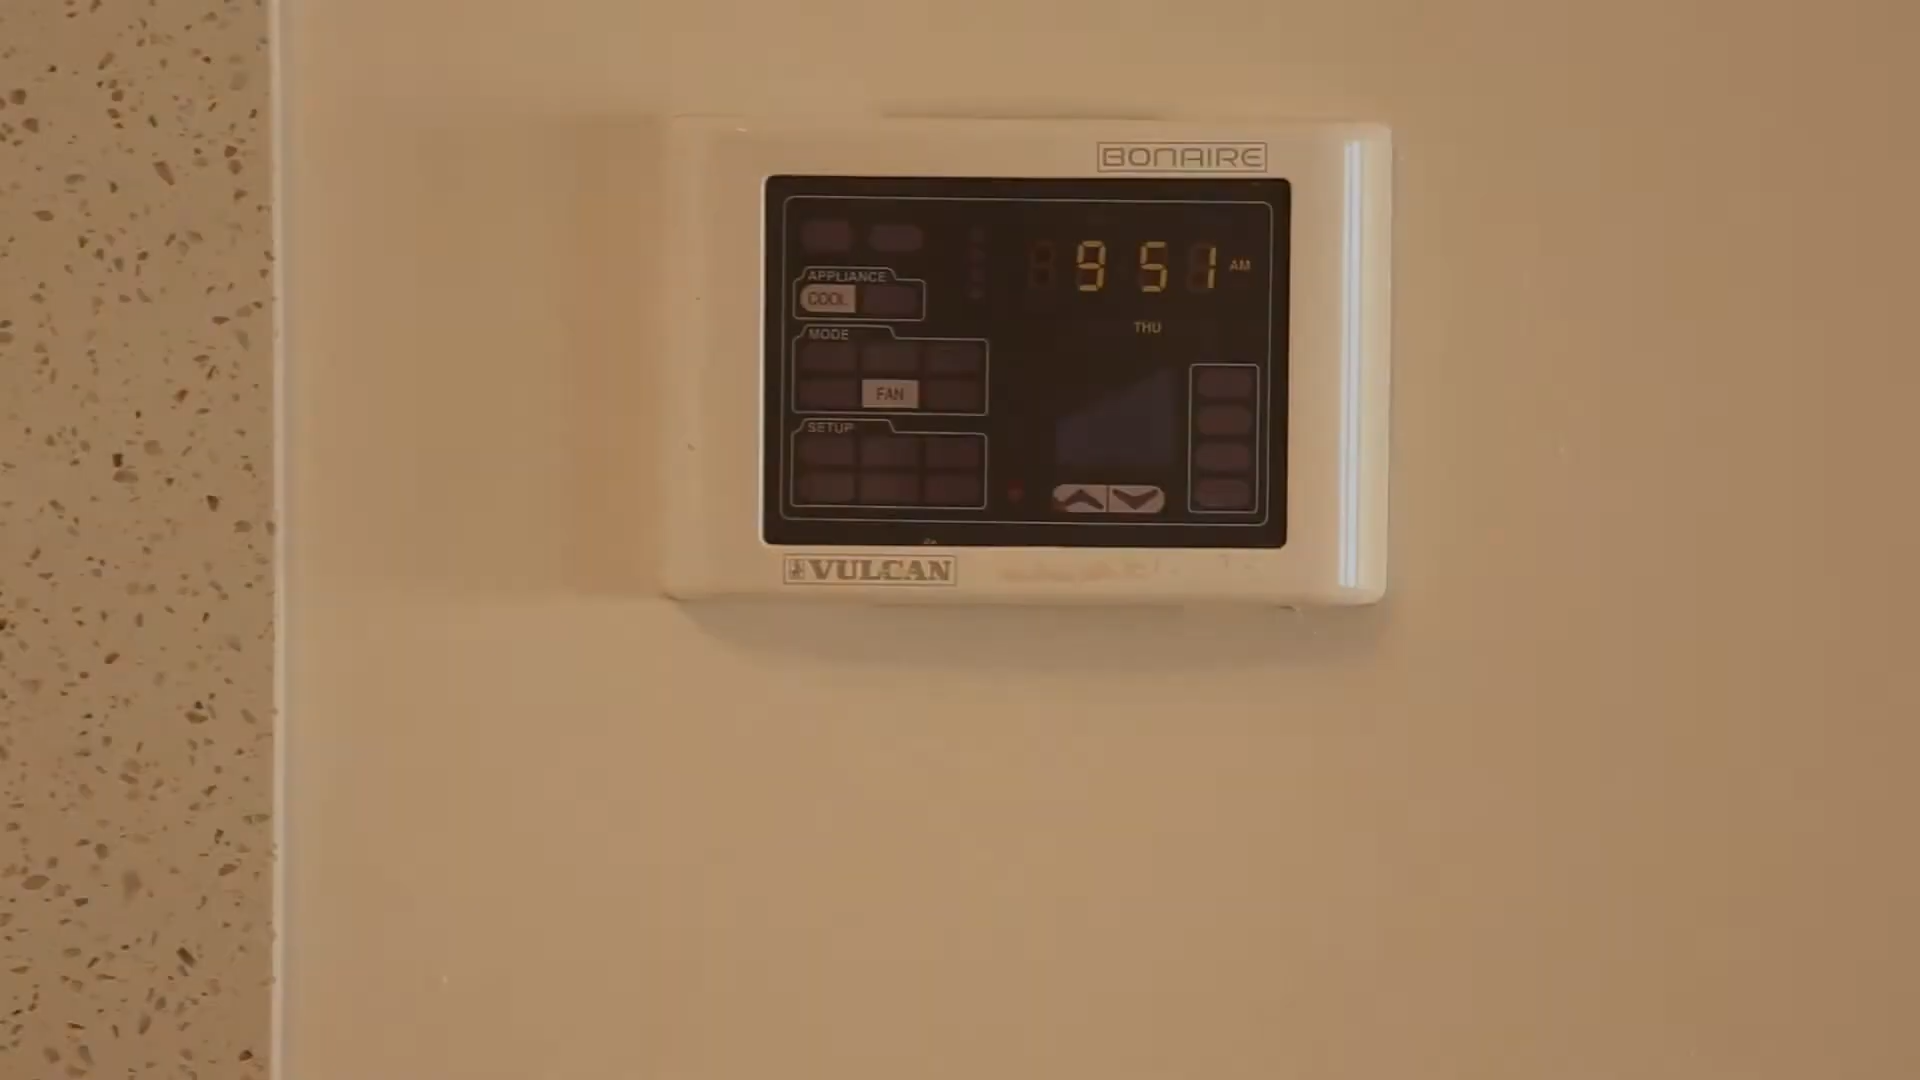 BONAIRE
9 51 AM
APPLIANCE
COOL
THU
MODE
FAN
SETUP
VULCAN